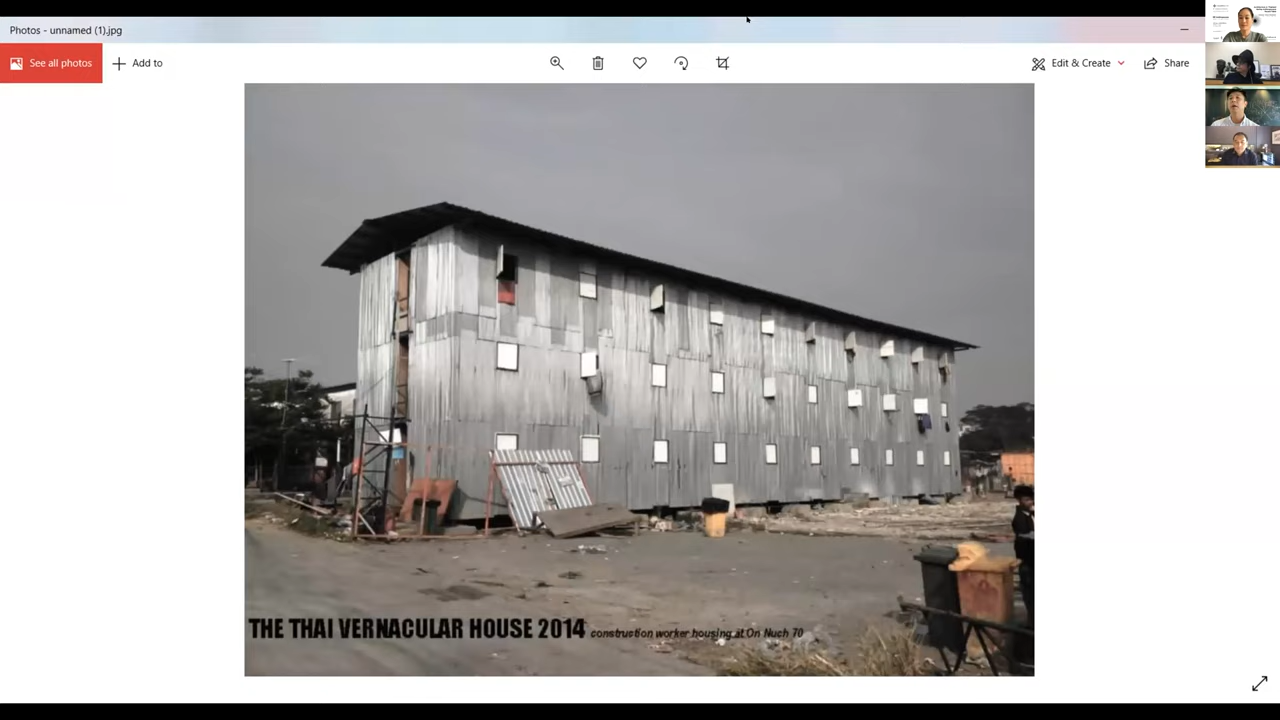 Photos - unnamed (1).jpg
See all photos
Add to
Edit & Create
Share
THE THAI VERNACULAR HOUSE 2014 construction worker housing at On Nuch 70